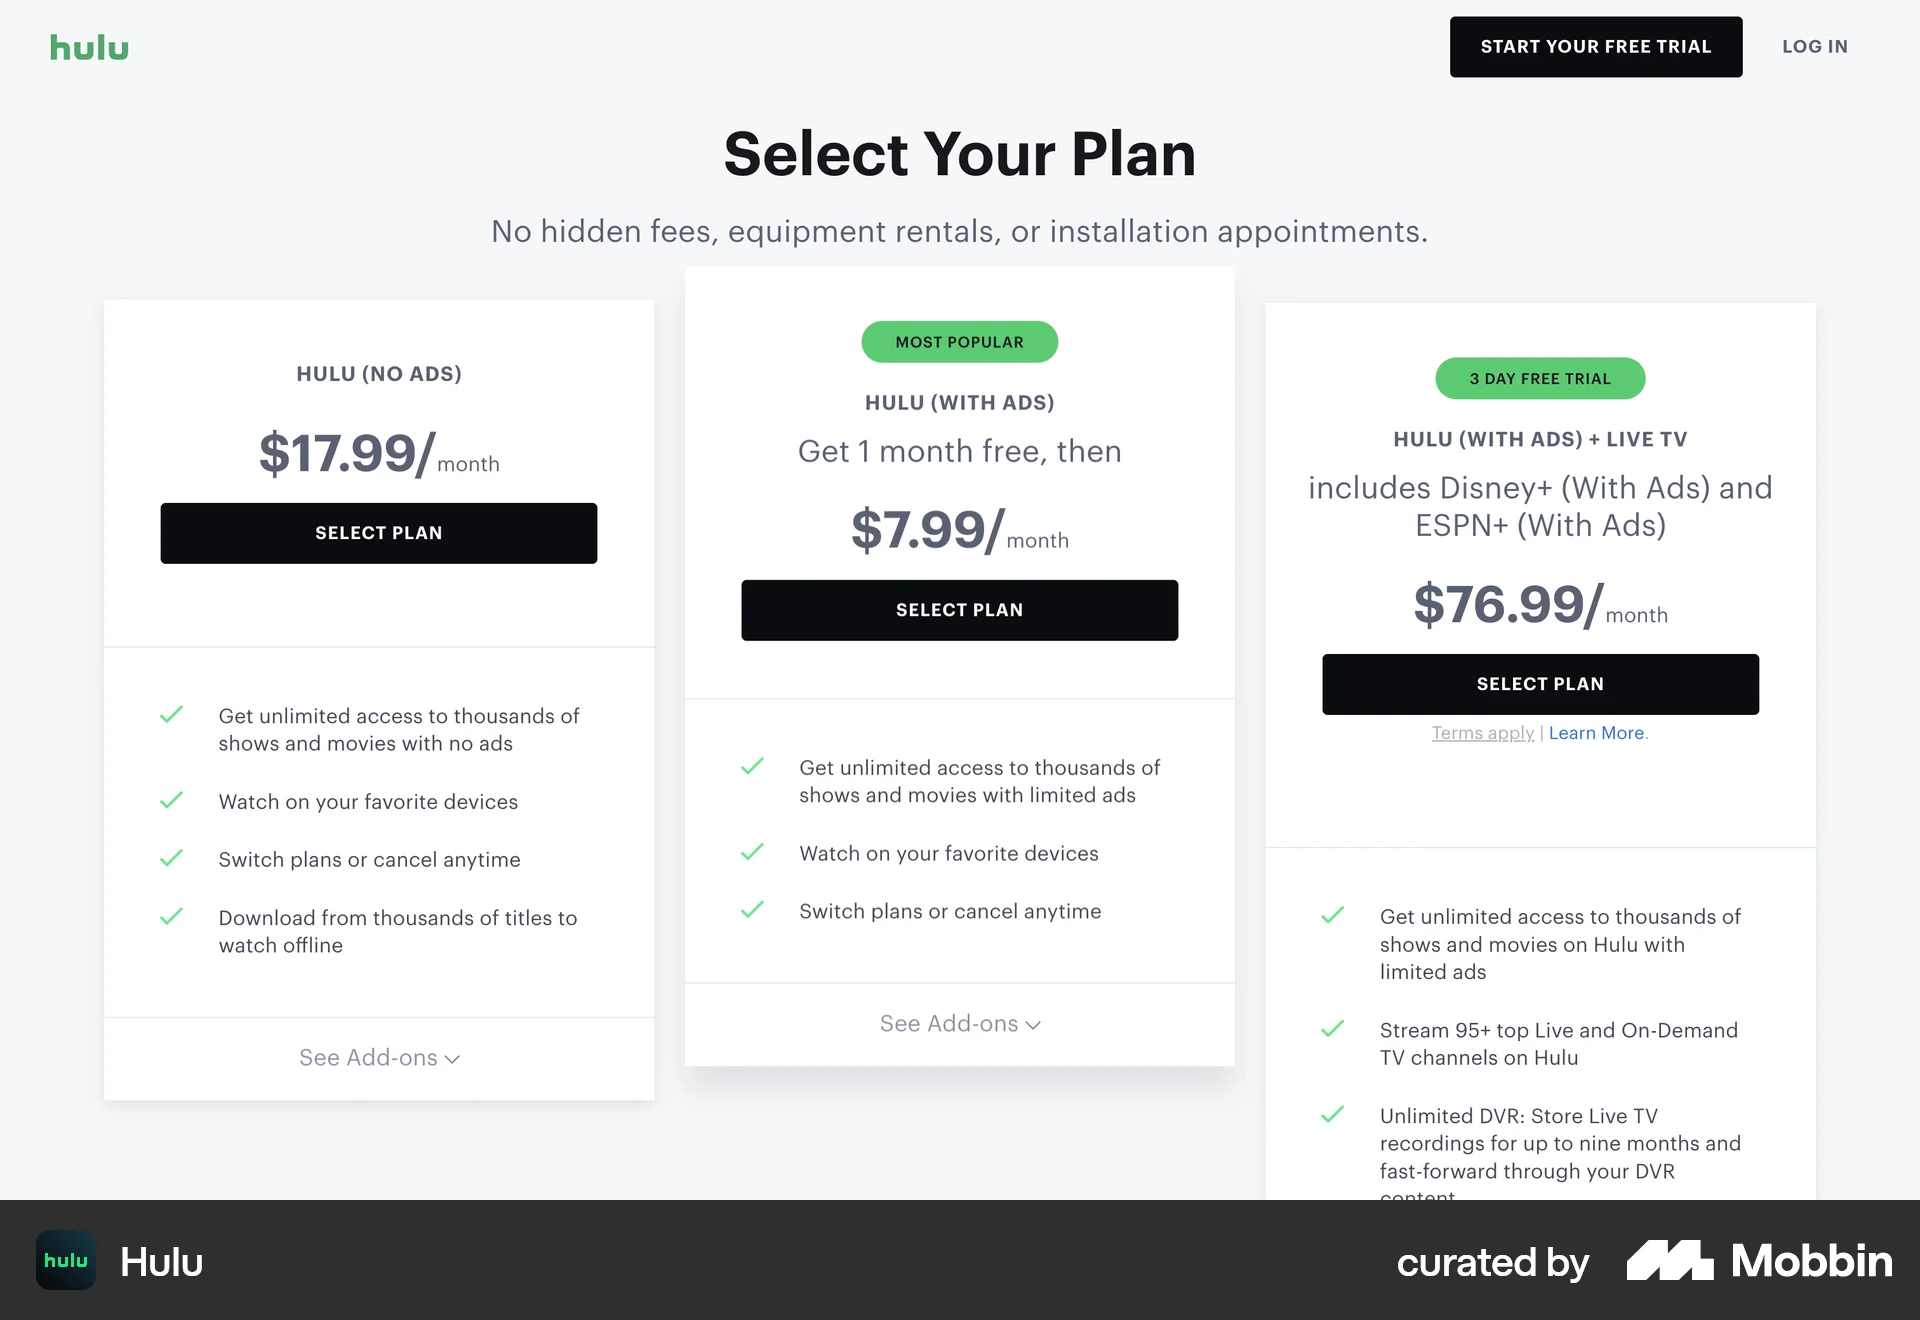 hulu
START YOUR FREE TRIAL
LOG IN
Select Your Plan
No hidden fees, equipment rentals, or installation appointments.
HULU (NO ADS)
$17.99/month
SELECT PLAN
Get unlimited access to thousands of
shows and movies with no ads
Watch on your favorite devices
Switch plans or cancel anytime
Download from thousands of titles to
watch offline
See Add-ons
MOST POPULAR
HULU (WITH ADS)
Get 1 month free, then
$7.99/month
SELECT PLAN
Get unlimited access to thousands of
shows and movies with limited ads
Watch on your favorite devices
Switch plans or cancel anytime
See Add-ons
3 DAY FREE TRIAL
HULU (WITH ADS) + LIVE TV
includes Disney+ (With Ads) and
ESPN+ (With Ads)
$76.99/month
SELECT PLAN
Terms apply | Learn More.
Get unlimited access to thousands of
shows and movies on Hulu with
limited ads
Stream 95+ top Live and On-Demand
TV channels on Hulu
Unlimited DVR: Store Live TV
recordings for up to nine months and
fast-forward through your DVR
content
hulu
Hulu
curated by
Mobbin